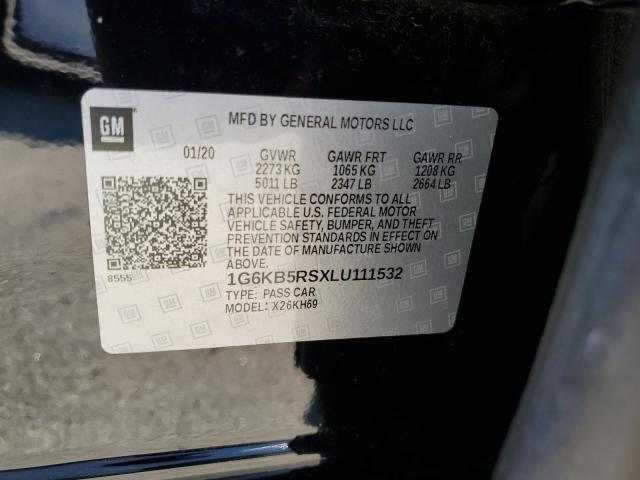 GM
MFD BY GENERAL MOTORS LLC
01/20 GVWR GAWR FRT GAWR RR
2273 KG 1065 KG 1208 KG
5011 LB 2347 LB 2664 LB
THIS VEHICLE CONFORMS TO ALL
APPLICABLE U.S. FEDERAL MOTOR
VEHICLE SAFETY, BUMPER, AND THEFT
PREVENTION STANDARDS IN EFFECT ON
THE DATE OF MANUFACTURE SHOWN
ABOVE.
8555
1G6KB5RSXLU111532
TYPE: PASS CAR
MODEL: X26KH69